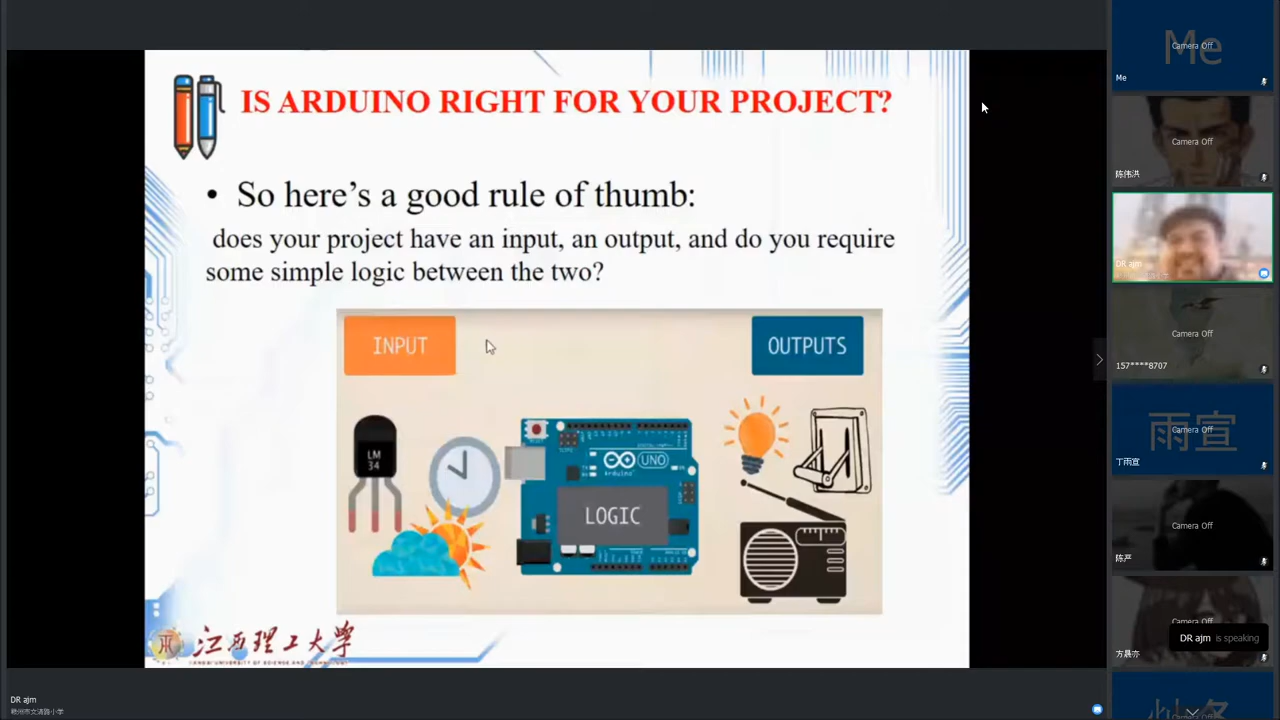 IS ARDUINO RIGHT FOR YOUR PROJECT?
• So here’s a good rule of thumb:
does your project have an input, an output, and do you require
some simple logic between the two?
INPUT
OUTPUTS
LM
34
UNO
LOGIC
江西理工大学
DR ajm
Me
Camera Off
Me
Camera Off
陈伟洪
DR ajm
Camera Off
157****8707
雨宣
Camera Off
丁雨宣
Camera Off
陈严
Camera Off
DR ajm is speaking
方晨亦
Camera Off